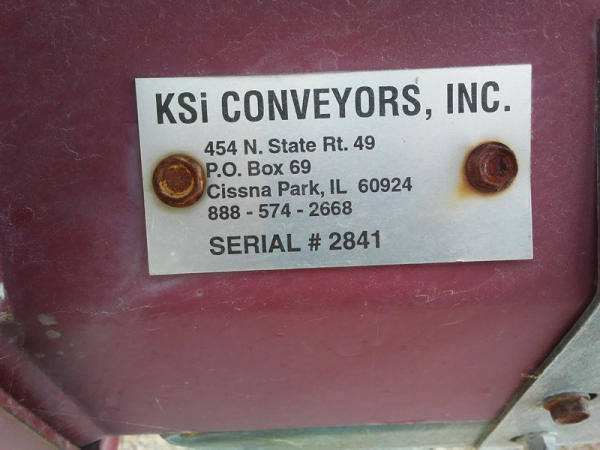 KSi CONVEYORS, INC.
454 N. State Rt. 49
P.O. Box 69
Cissna Park, IL 60924
888 - 574 - 2668
SERIAL # 2841